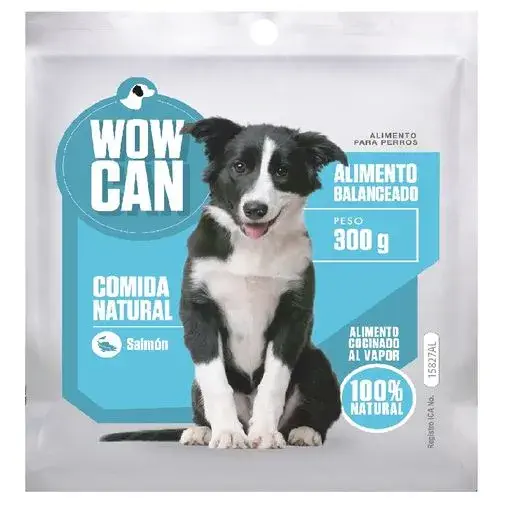 WOW
CAN
ALIMENTO
PARA PERROS
ALIMENTO
BALANCEADO
PESO
300 g
COMIDA
NATURAL
Salmón
ALIMENTO
COCINADO
AL VAPOR
100%
NATURAL
Registro ICA No.
15827AL